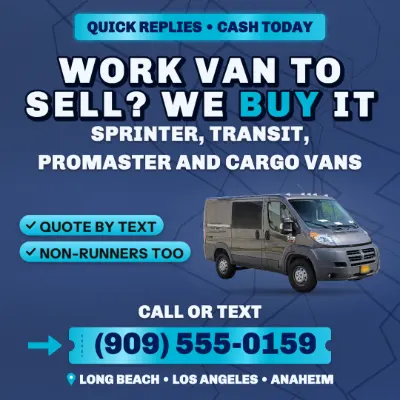 QUICK REPLIES • CASH TODAY
WORK VAN TO
SELL? WE BUY IT
SPRINTER, TRANSIT,
PROMASTER AND CARGO VANS
✓ QUOTE BY TEXT
✓ NON-RUNNERS TOO
CALL OR TEXT
(909) 555-0159
LONG BEACH • LOS ANGELES • ANAHEIM